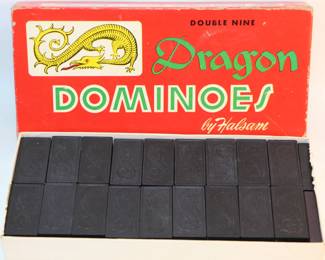 DOUBLE NINE
Dragon
DOMINOES
by Halsam